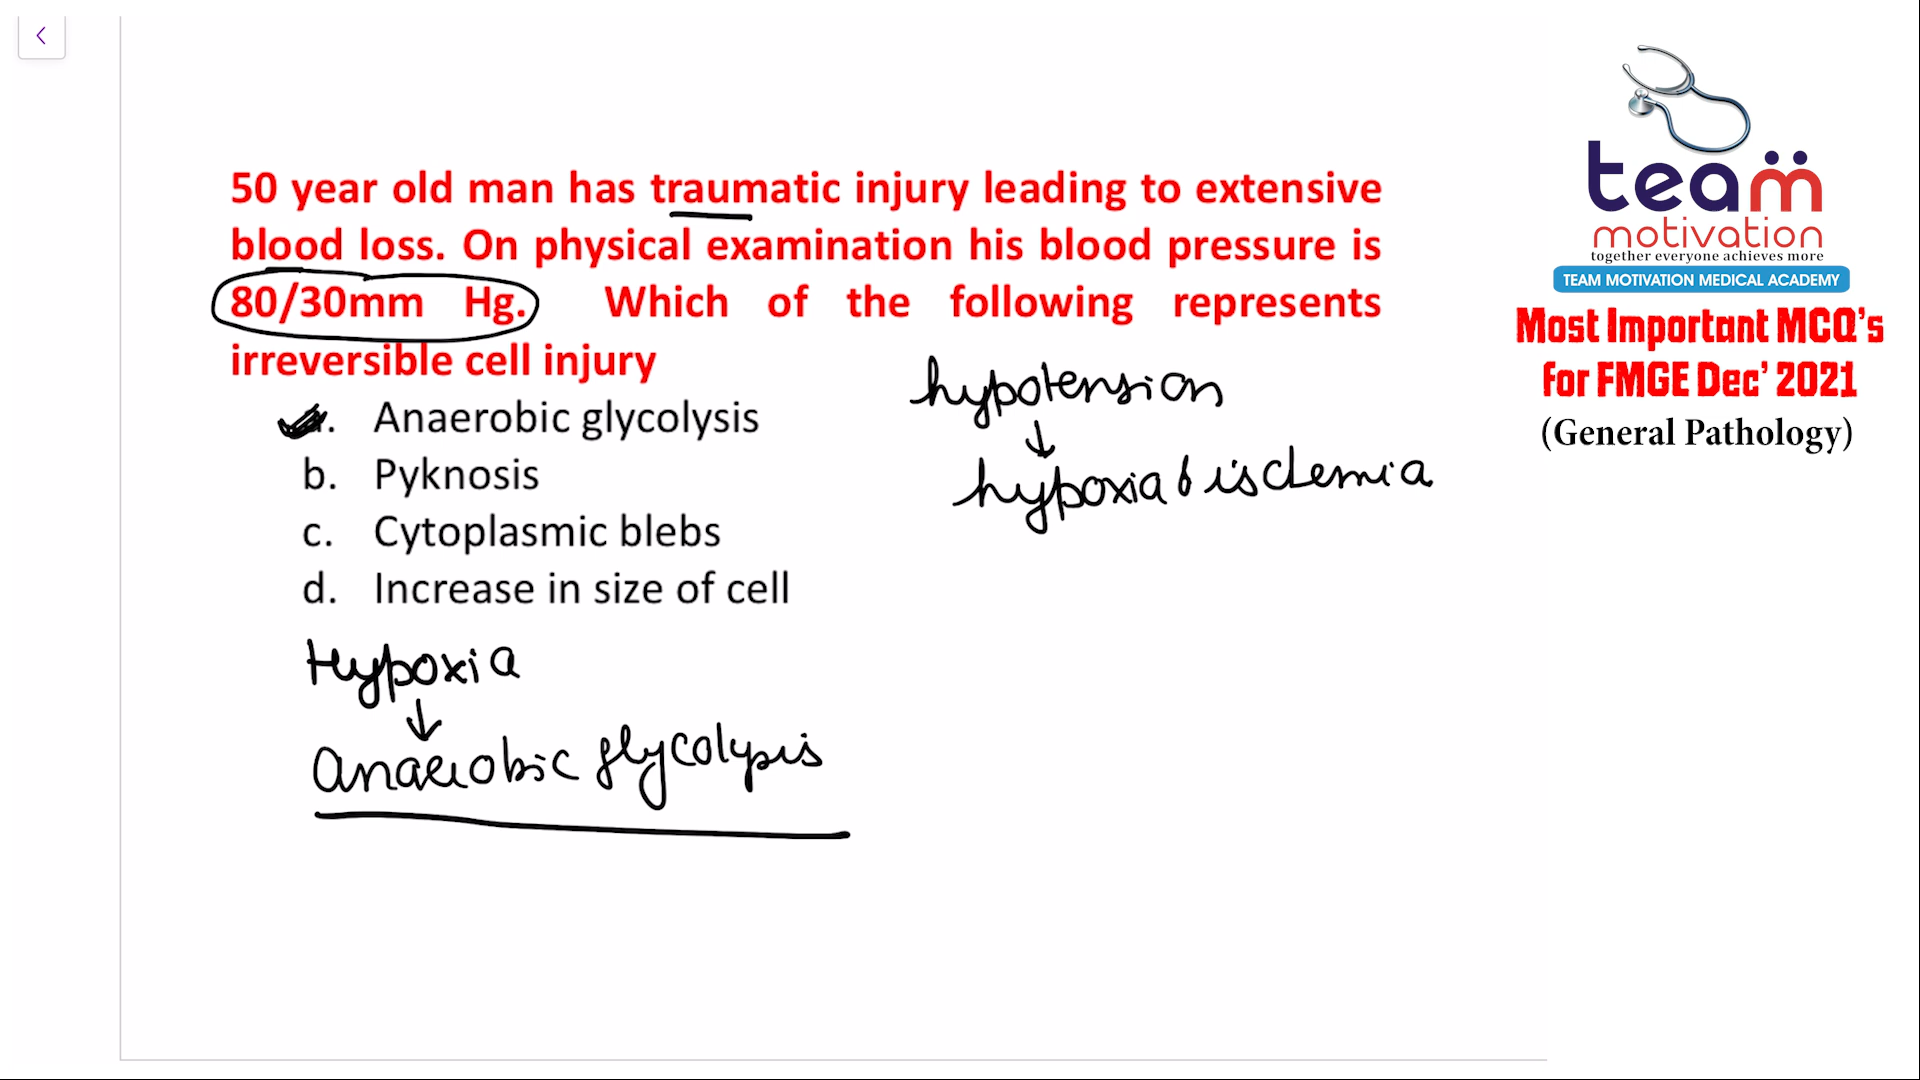 50 year old man has traumatic injury leading to extensive
blood loss. On physical examination his blood pressure is
80/30mm Hg. Which of the following represents
irreversible cell injury
Anaerobic glycolysis
b. Pyknosis
c. Cytoplasmic blebs
d. Increase in size of cell
Hypoxia
↓
anaerobic glycolysis
hypotension
↓
hypoxia & ischemia
team
motivation
together everyone achieves more
TEAM MOTIVATION MEDICAL ACADEMY
Most Important MCQ's
for FMGE Dec' 2021
(General Pathology)